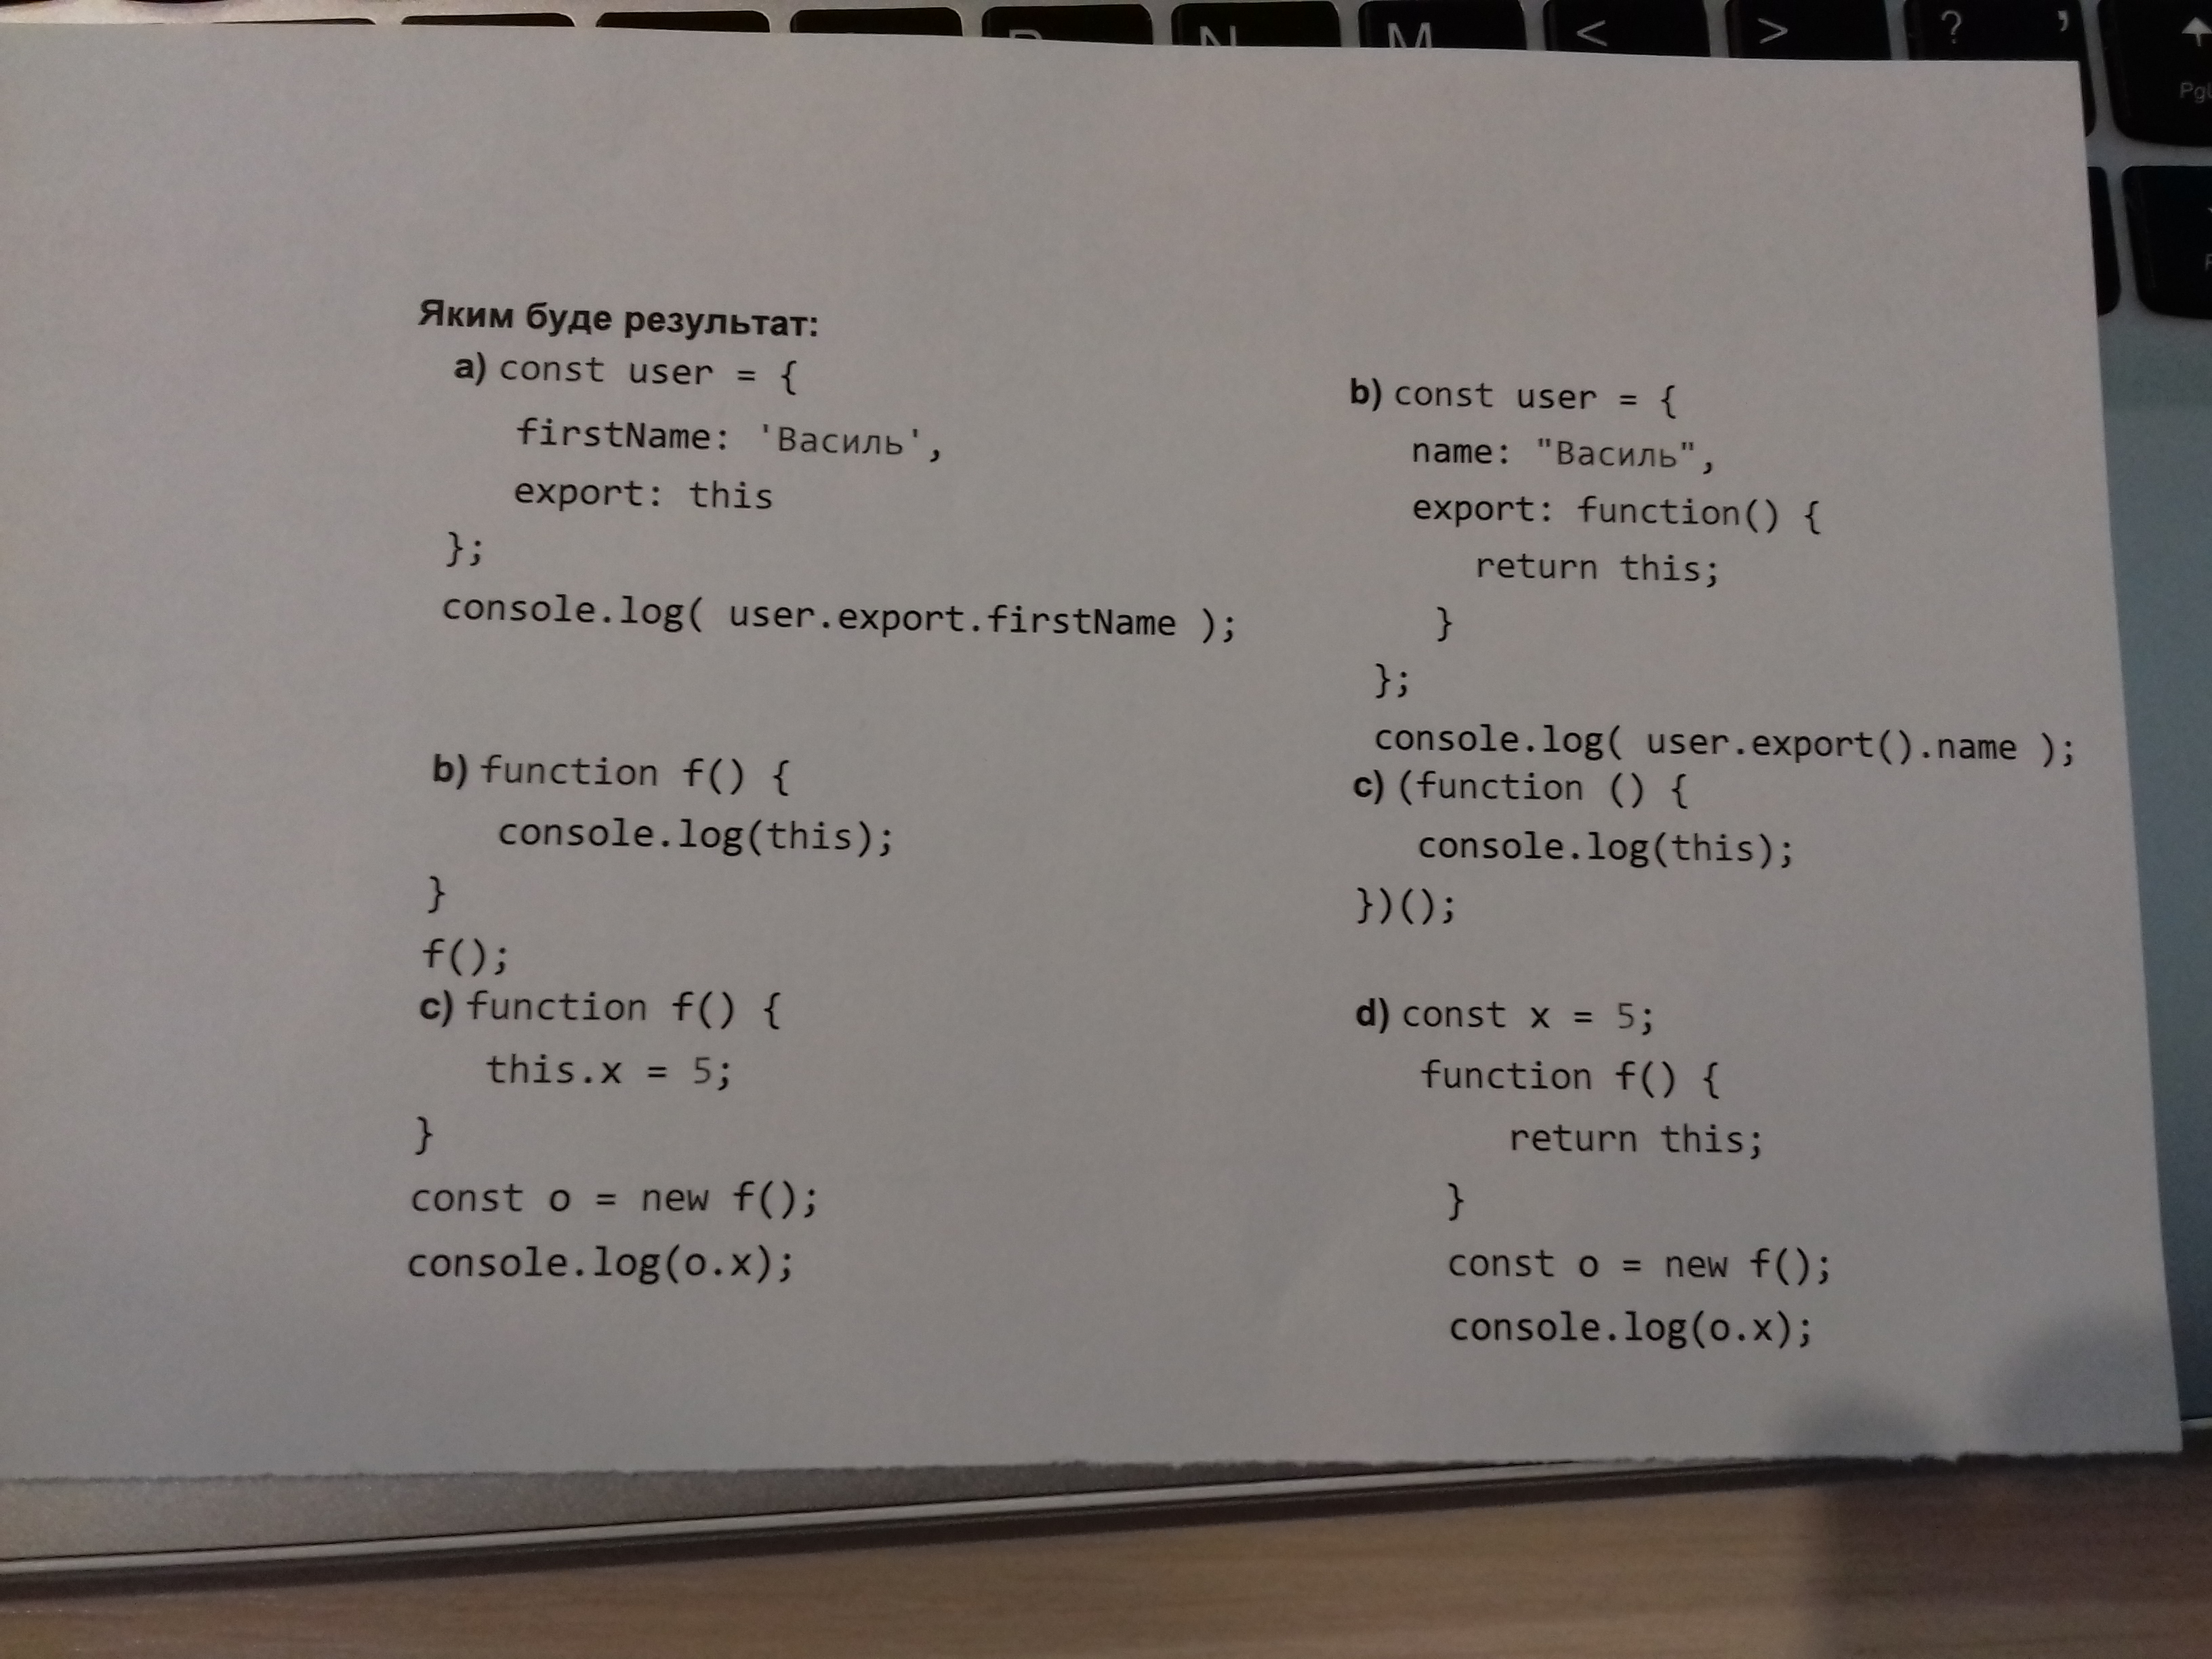 Яким буде результат:
a) const user = {
firstName: 'Василь',
export: this
};
console.log( user.export.firstName );
b) function f() {
console.log(this);
}
f();
c) function f() {
this.x = 5;
}
const o = new f();
console.log(o.x);
b) const user = {
name: "Василь",
export: function() {
return this;
}
};
console.log( user.export().name );
c) (function () {
console.log(this);
})();
d) const x = 5;
function f() {
return this;
}
const o = new f();
console.log(o.x);
N
M
<
>
?
,